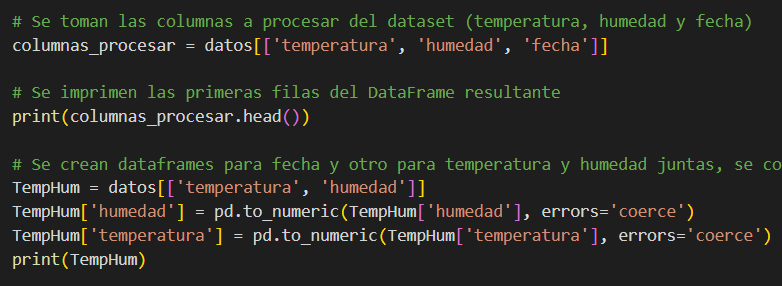 # Se toman las columnas a procesar del dataset (temperatura, humedad y fecha)
columnas_procesar = datos[['temperatura', 'humedad', 'fecha']]
# Se imprimen las primeras filas del DataFrame resultante
print(columnas_procesar.head())
# Se crean dataframes para fecha y otro para temperatura y humedad juntas, se co
TempHum = datos[['temperatura', 'humedad']]
TempHum['humedad'] = pd.to_numeric(TempHum['humedad'], errors='coerce')
TempHum['temperatura'] = pd.to_numeric(TempHum['temperatura'], errors='coerce')
print(TempHum)